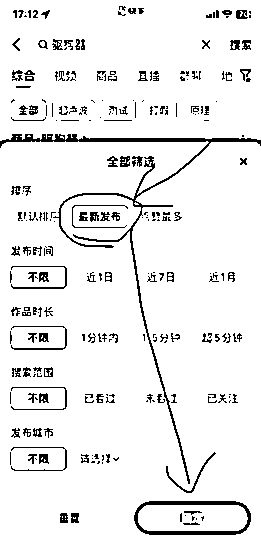 17:12
驱蚊器 搜索
综合 视频 商品 直播 群聊 地
全部 超声波 测试 打假 原理
全部筛选
排序
默认排序 最新发布 点赞最多
发布时间
不限 近1日 近7日 近1月
作品时长
不限 1分钟内 1-5分钟 超5分钟
搜索范围
不限 已看过 未看过 已关注
发布城市
不限 请选择
重置